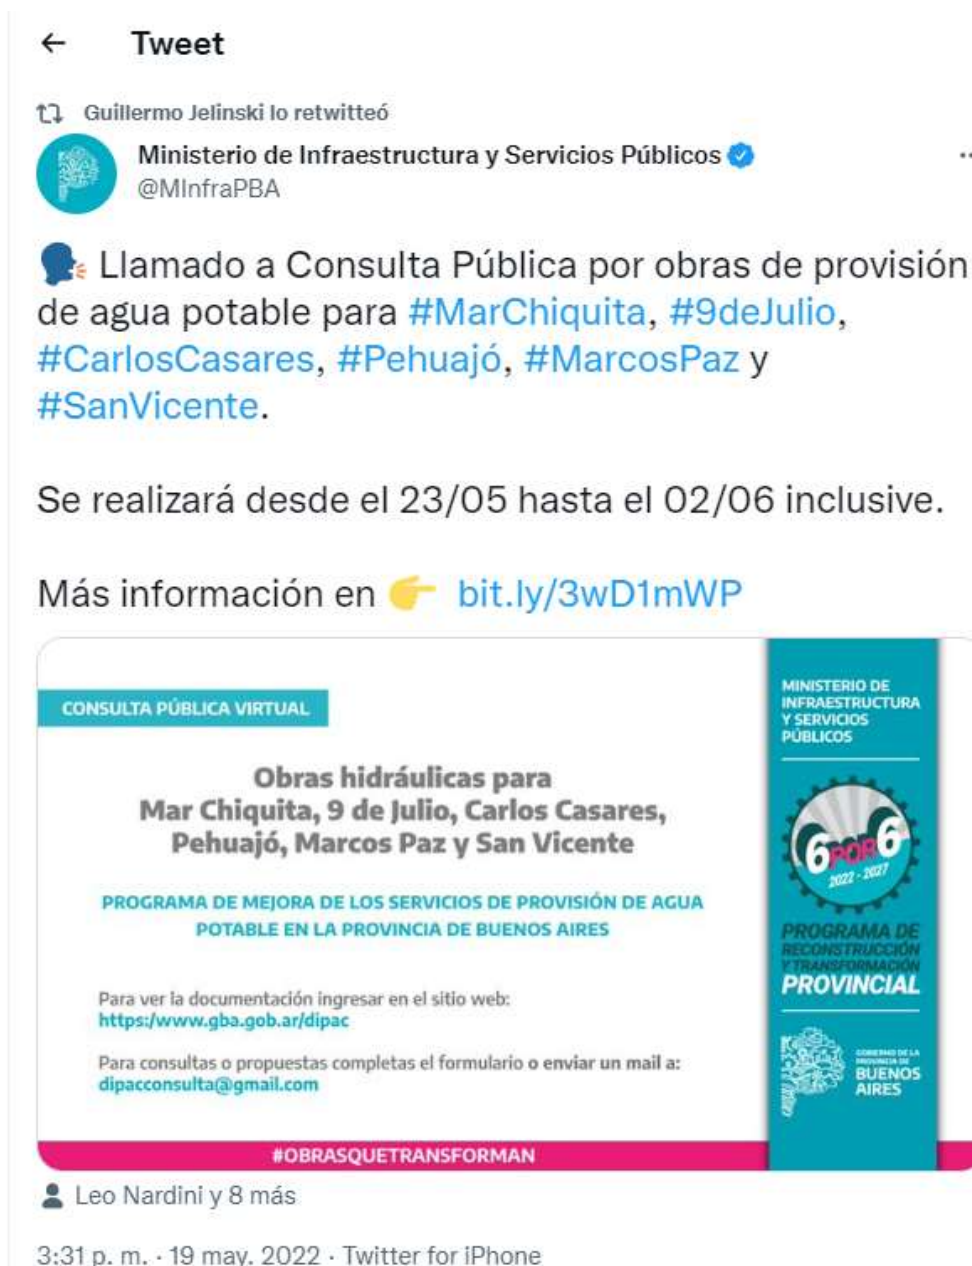 Tweet
Guillermo Jelinski lo retwitteó
Ministerio de Infraestructura y Servicios Públicos
@MInfraPBA
Llamado a Consulta Pública por obras de provisión
de agua potable para #MarChiquita, #9deJulio,
#CarlosCasares, #Pehuajó, #MarcosPaz y
#SanVicente.
Se realizará desde el 23/05 hasta el 02/06 inclusive.
Más información en bit.ly/3wD1mWP
CONSULTA PÚBLICA VIRTUAL
Obras hidráulicas para
Mar Chiquita, 9 de Julio, Carlos Casares,
Pehuajó, Marcos Paz y San Vicente
PROGRAMA DE MEJORA DE LOS SERVICIOS DE PROVISIÓN DE AGUA
POTABLE EN LA PROVINCIA DE BUENOS AIRES
Para ver la documentación ingresar en el sitio web:
https:/www.gba.gob.ar/dipac
Para consultas o propuestas completas el formulario o enviar un mail a:
dipacconsulta@gmail.com
MINISTERIO DE
INFRAESTRUCTURA
Y SERVICIOS
PÚBLICOS
6POR6
2022 - 2027
PROGRAMA DE
RECONSTRUCCIÓN
Y TRANSFORMACIÓN
PROVINCIAL
GOBIERNO DE LA
PROVINCIA DE
BUENOS
AIRES
#OBRASQUETRANSFORMAN
Leo Nardini y 8 más
3:31 p. m. · 19 may. 2022 · Twitter for iPhone